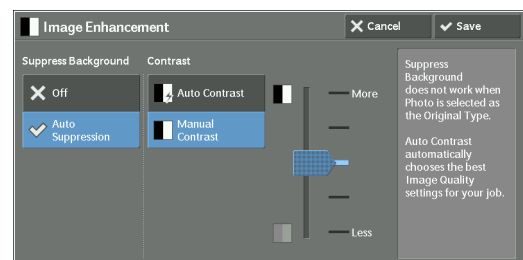 Image Enhancement
Cancel
Save
Suppress Background
Off
Auto
Suppression
Contrast
Auto Contrast
Manual
Contrast
More
Less
Suppress
Background
does not work when
Photo is selected as
the Original Type.
Auto Contrast
automatically
chooses the best
Image Quality
settings for your job.